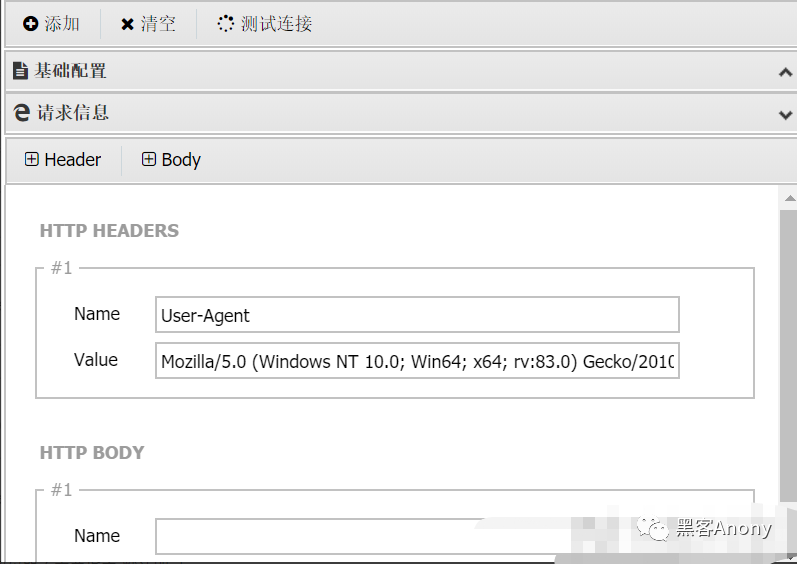 添加 清空 测试连接
基础配置
请求信息
Header Body
HTTP HEADERS
#1
Name User-Agent
Value Mozilla/5.0 (Windows NT 10.0; Win64; x64; rv:83.0) Gecko/2010
HTTP BODY
#1
Name
黑客Anony